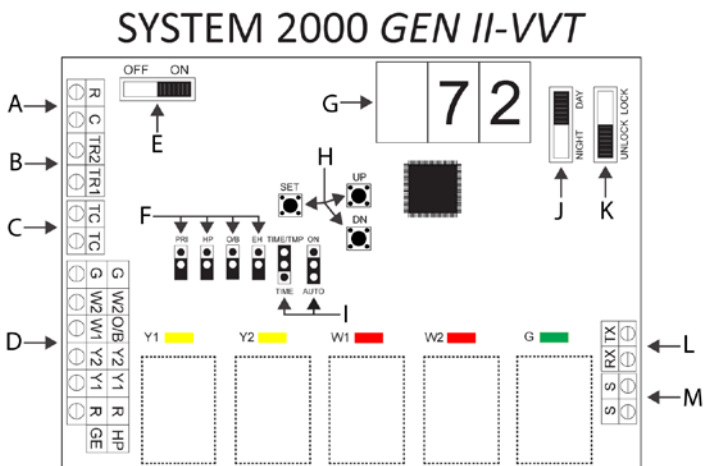 SYSTEM 2000 GEN II-VVT
OFF ON
A
R
C
B
TR2
TR1
C
TC
TC
D
G G
W2 W2
W1 O/B
Y2 Y2
Y1 Y1
R R
GE HP
E
G
72
DAY
NIGHT
LOCK
UNLOCK
J
K
H
SET
UP
DN
F
PRI HP O/B EH TIME/TMP ON
TIME AUTO
I
Y1 Y2 W1 W2 G
TX
RX
L
S
S
M